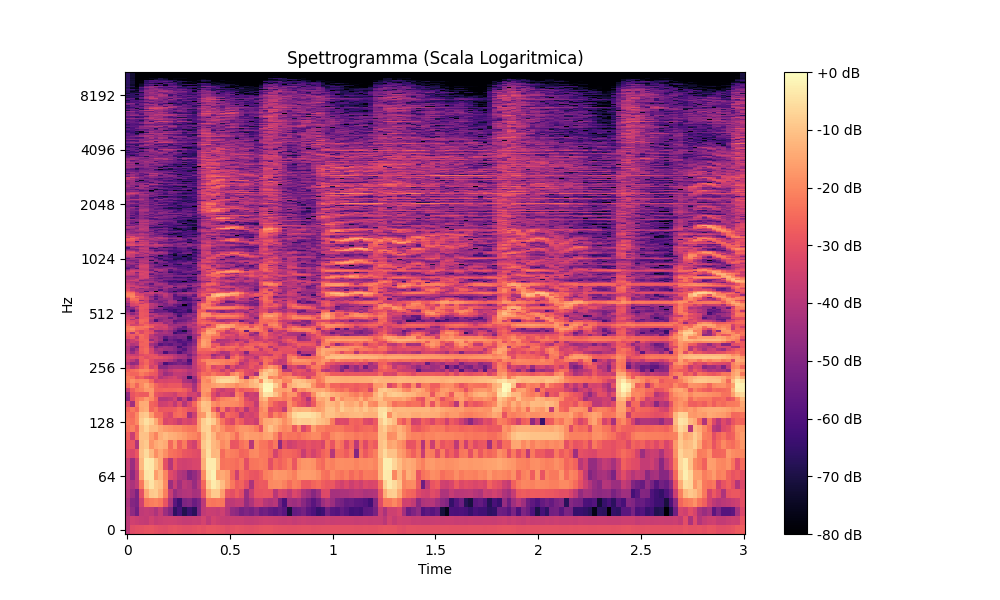 Spettrogramma (Scala Logaritmica)
8192
4096
2048
1024
512
256
128
64
0
Hz
0
0.5
1
1.5
2
2.5
3
Time
+0 dB
-10 dB
-20 dB
-30 dB
-40 dB
-50 dB
-60 dB
-70 dB
-80 dB